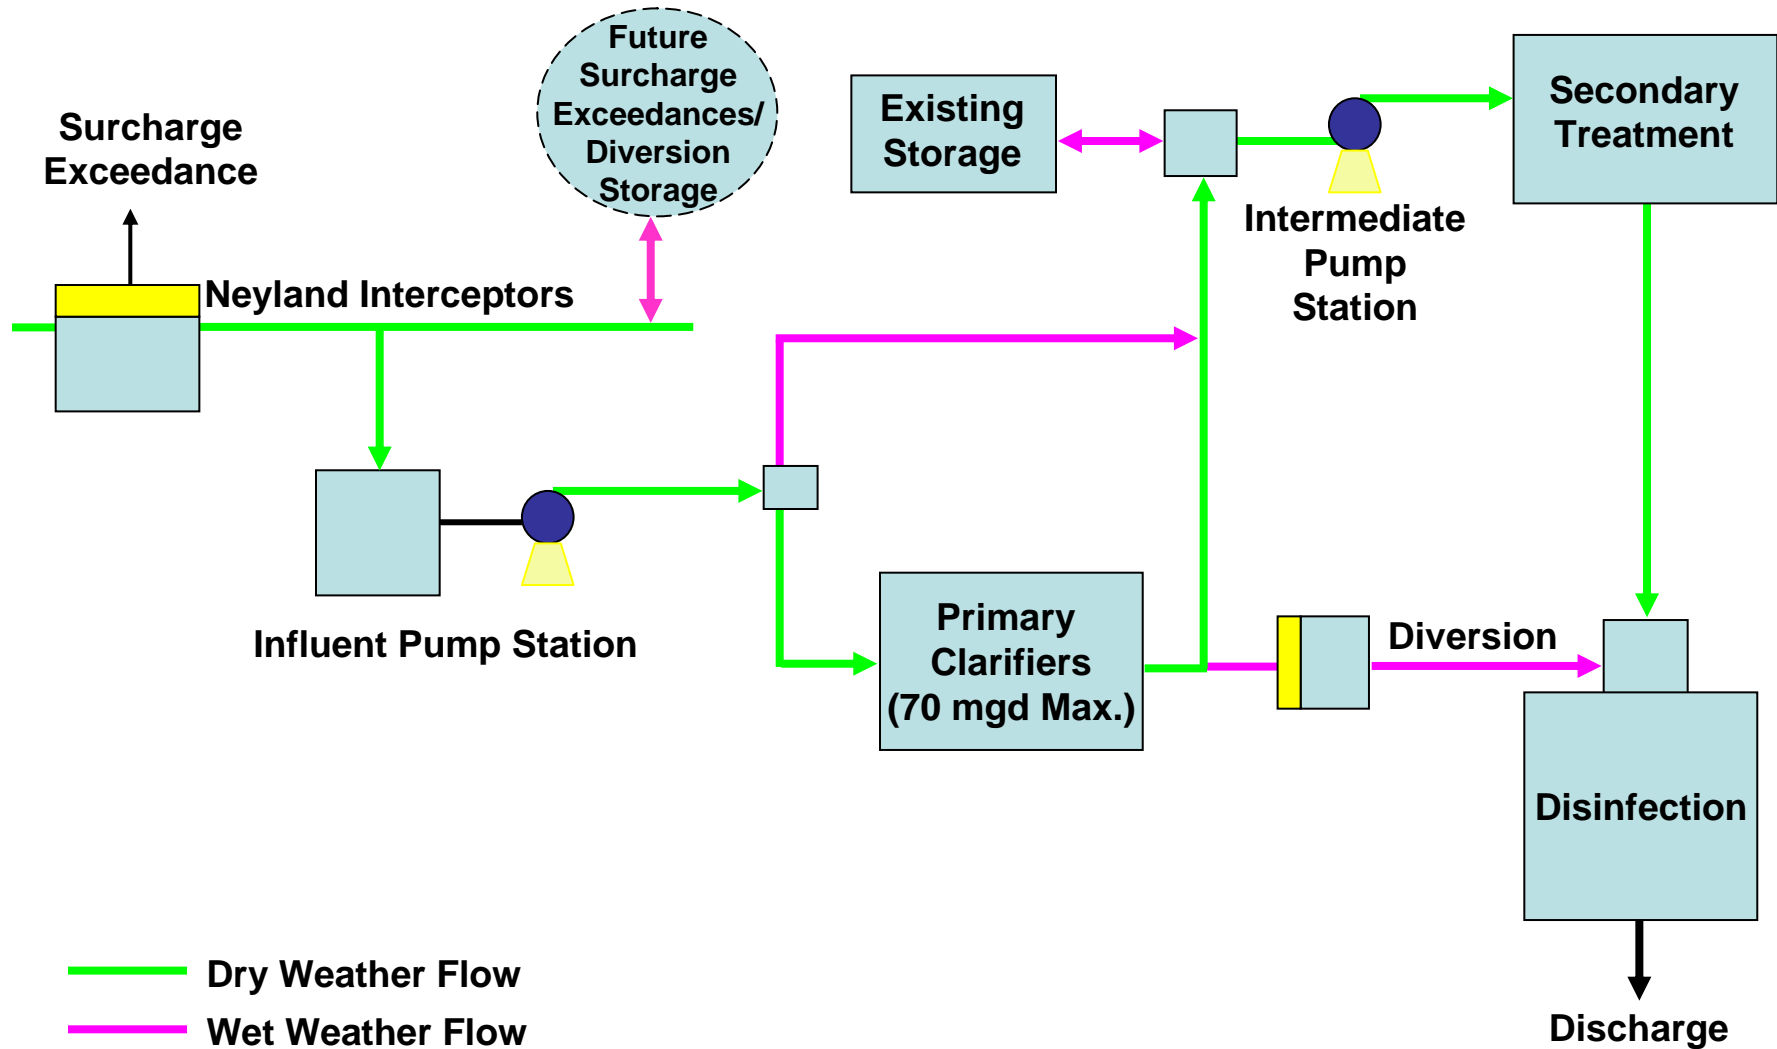 Future
Surcharge
Exceedances/
Diversion
Storage
Surcharge
Exceedance
Existing
Storage
Secondary
Treatment
Intermediate
Pump
Station
Neyland Interceptors
Influent Pump Station
Primary
Clarifiers
(70 mgd Max.)
Diversion
Disinfection
Dry Weather Flow
Wet Weather Flow
Discharge